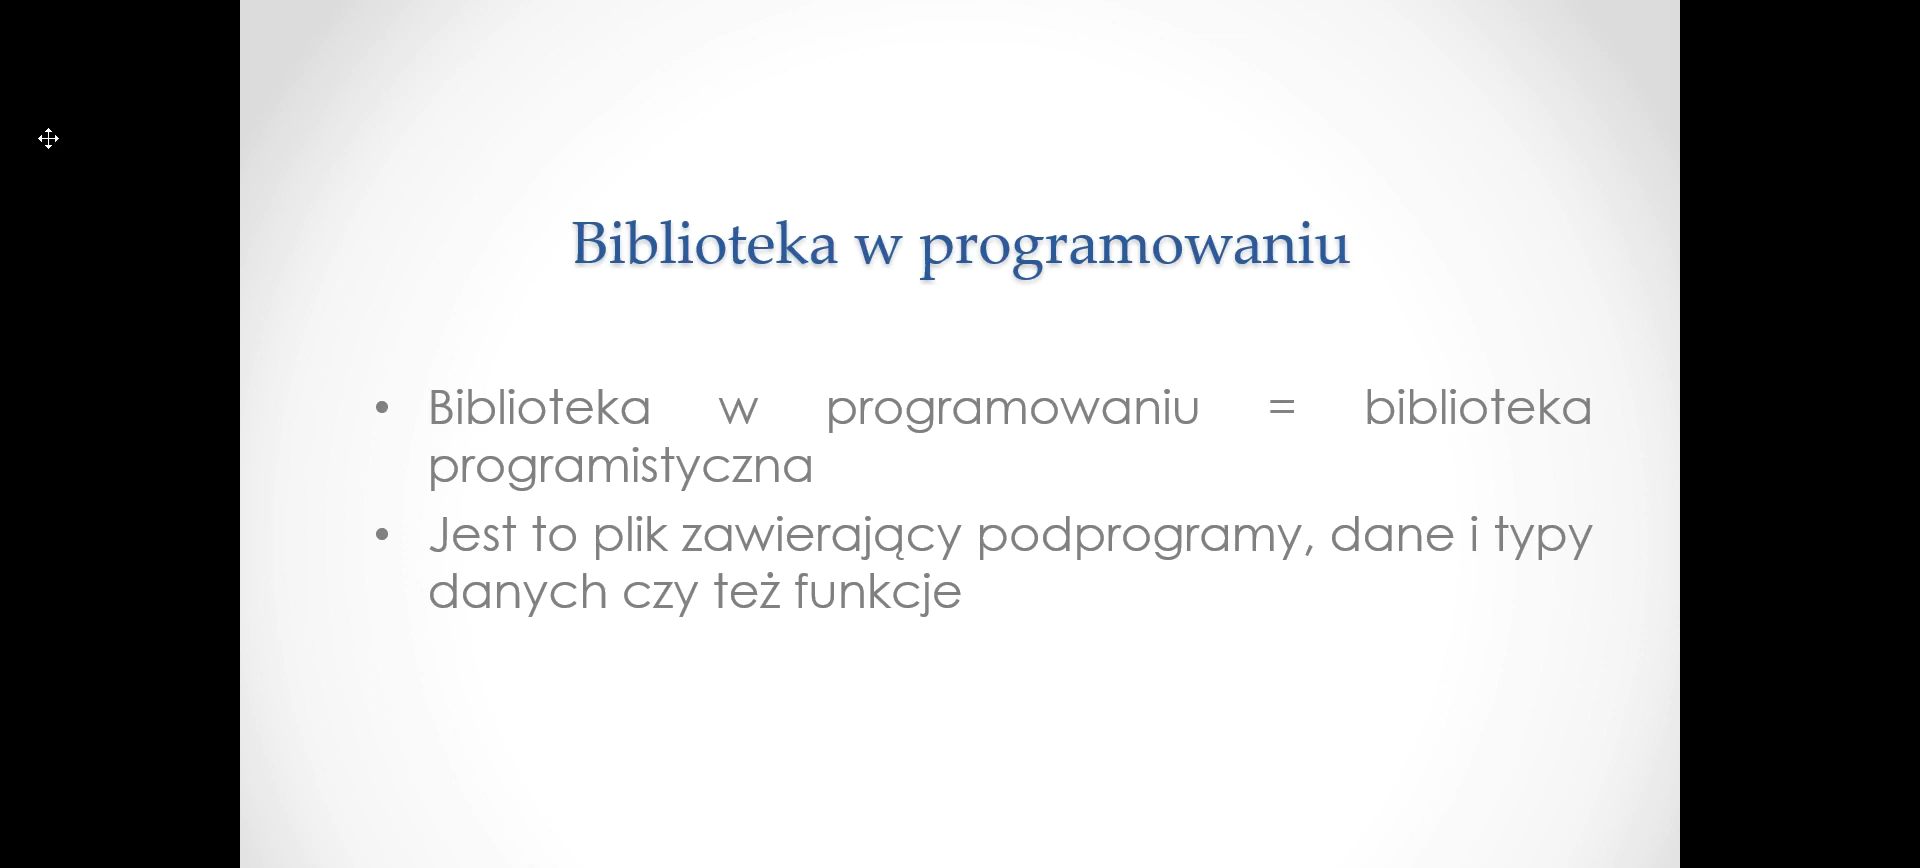 Biblioteka w programowaniu
• Biblioteka w programowaniu = biblioteka
programistyczna
• Jest to plik zawierający podprogramy, dane i typy
danych czy też funkcje